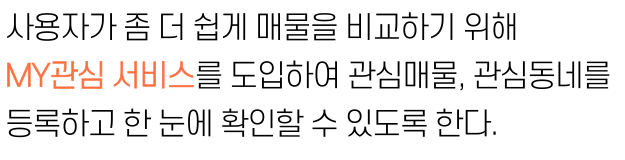 사용자가 좀 더 쉽게 매물을 비교하기 위해
MY관심 서비스를 도입하여 관심매물, 관심동네를
등록하고 한 눈에 확인할 수 있도록 한다.